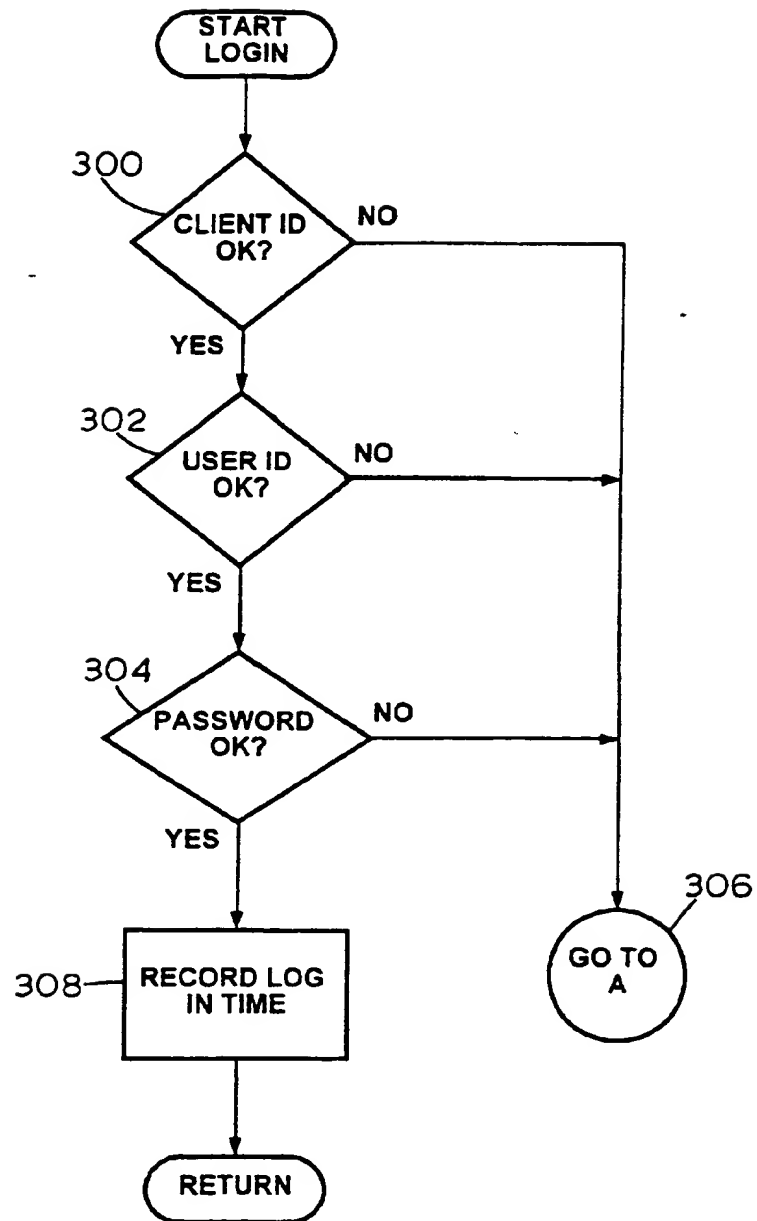 START
LOGIN
300
CLIENT ID
OK?
NO
YES
302
USER ID
OK?
NO
YES
304
PASSWORD
OK?
NO
YES
306
GO TO
A
308
RECORD LOG
IN TIME
RETURN